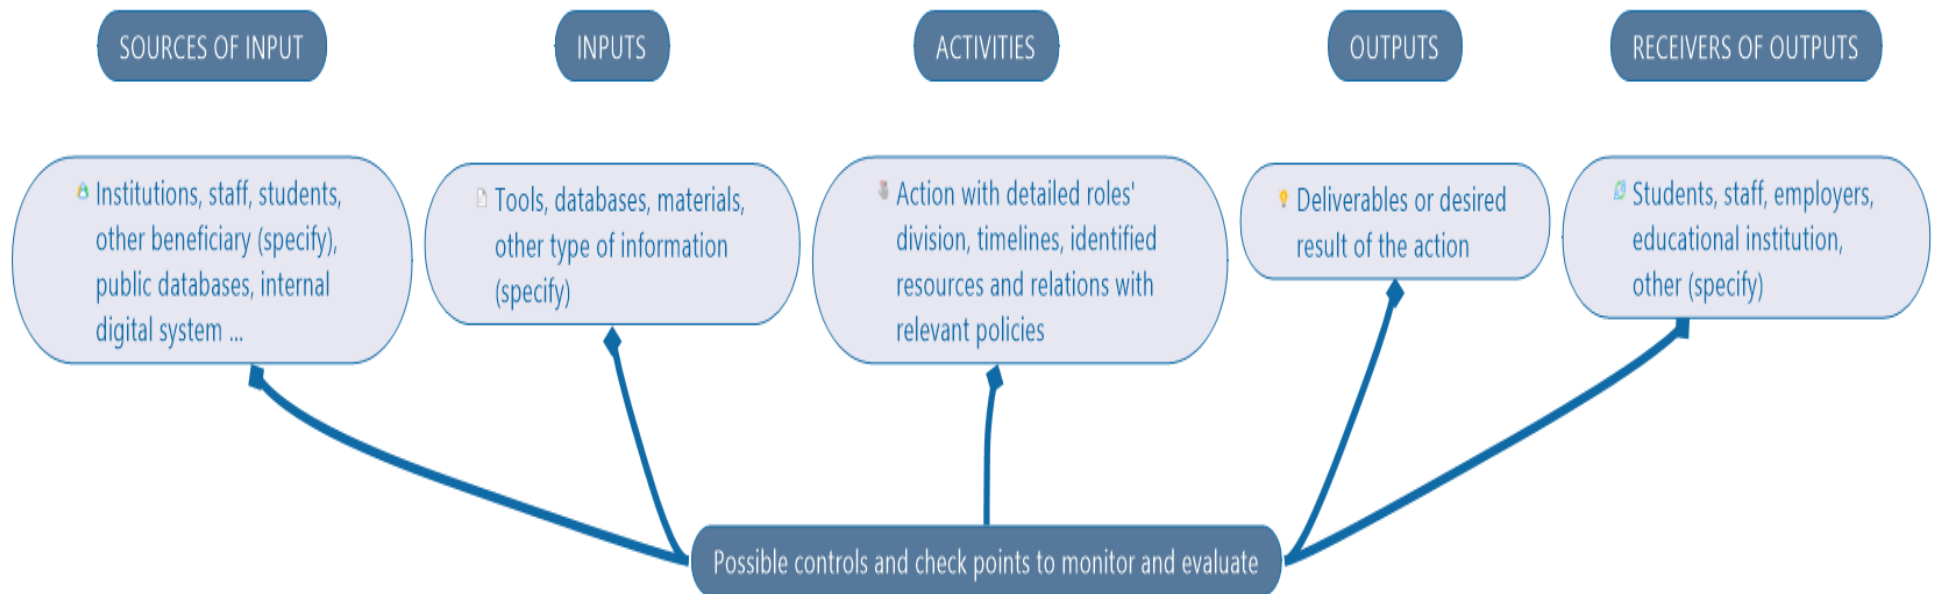 SOURCES OF INPUT
INPUTS
ACTIVITIES
OUTPUTS
RECEIVERS OF OUTPUTS
Institutions, staff, students,
other beneficiary (specify),
public databases, internal
digital system ...
Tools, databases, materials,
other type of information
(specify)
Action with detailed roles'
division, timelines, identified
resources and relations with
relevant policies
Deliverables or desired
result of the action
Students, staff, employers,
educational institution,
other (specify)
Possible controls and check points to monitor and evaluate